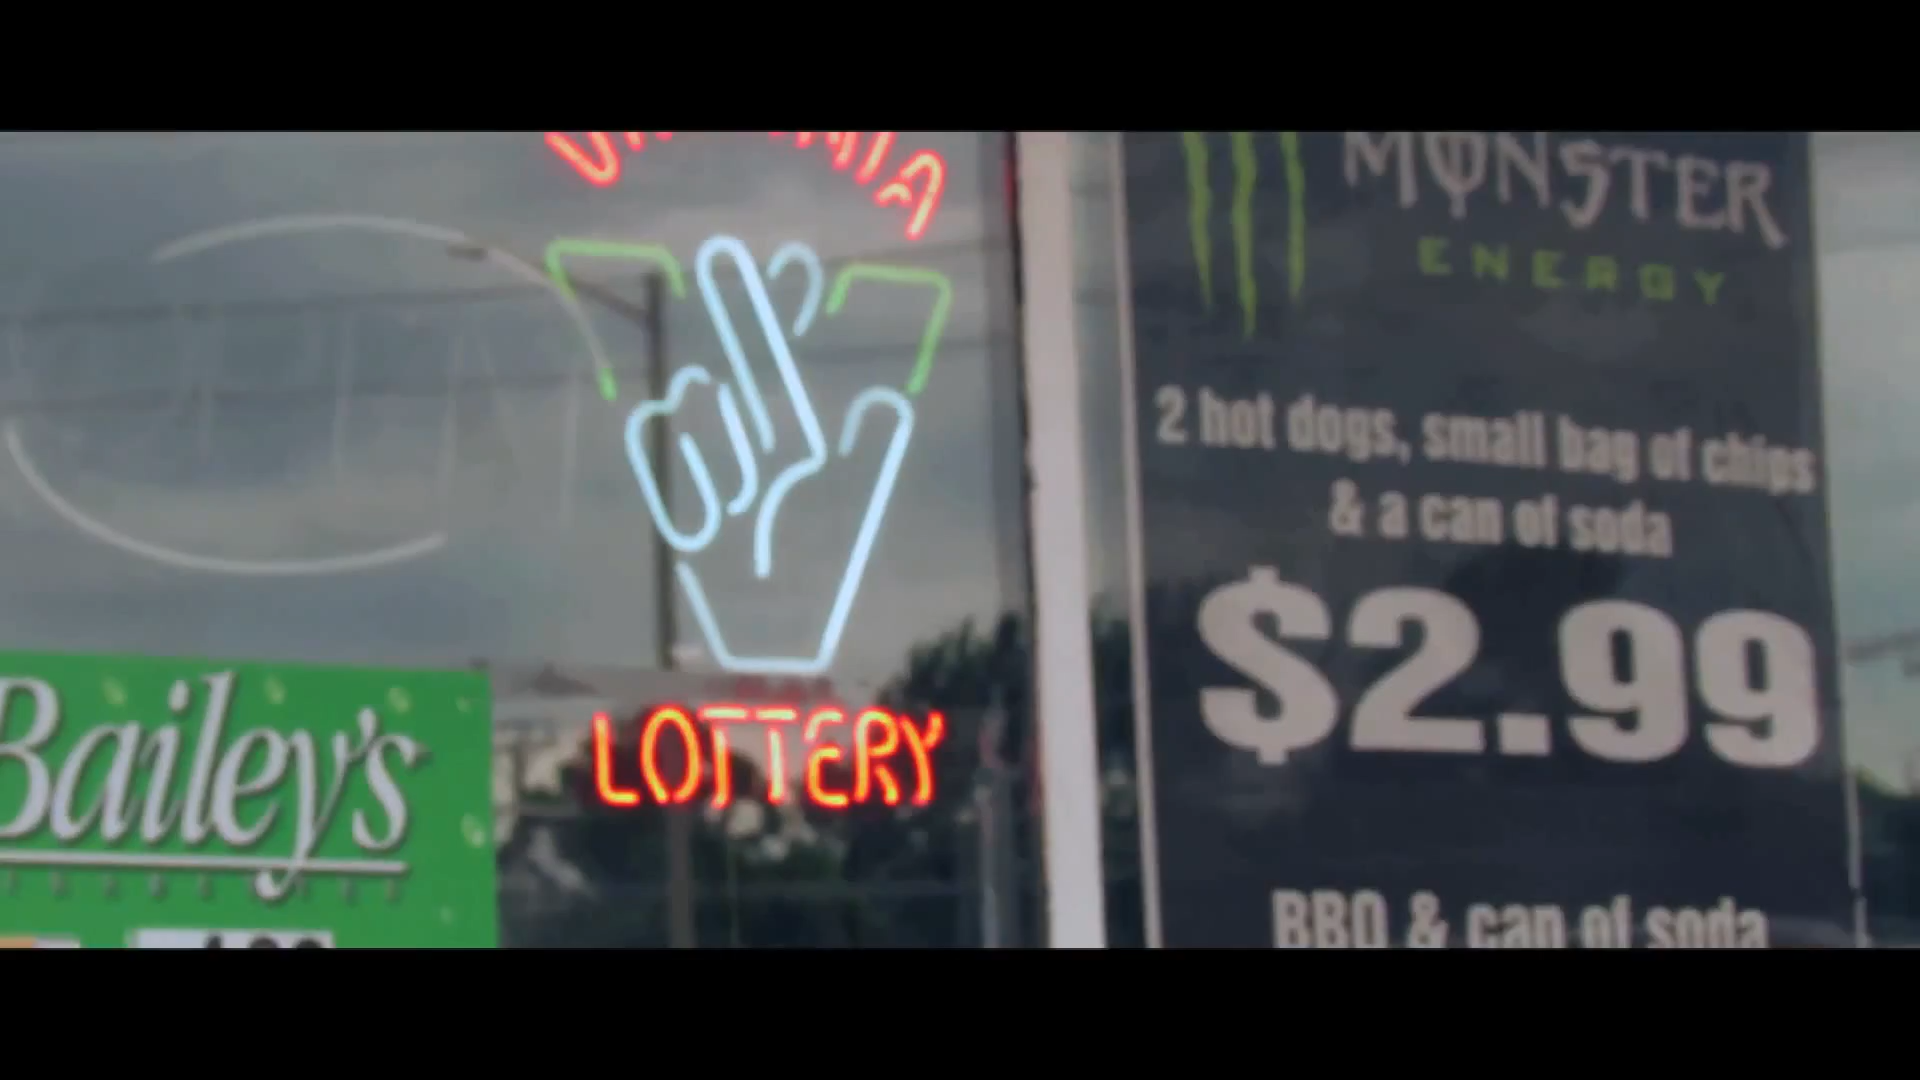 VIRGINIA
LOTTERY
Bailey's
MONSTER
ENERGY
2 hot dogs, small bag of chips
& a can of soda
$2.99
BBQ & can of soda